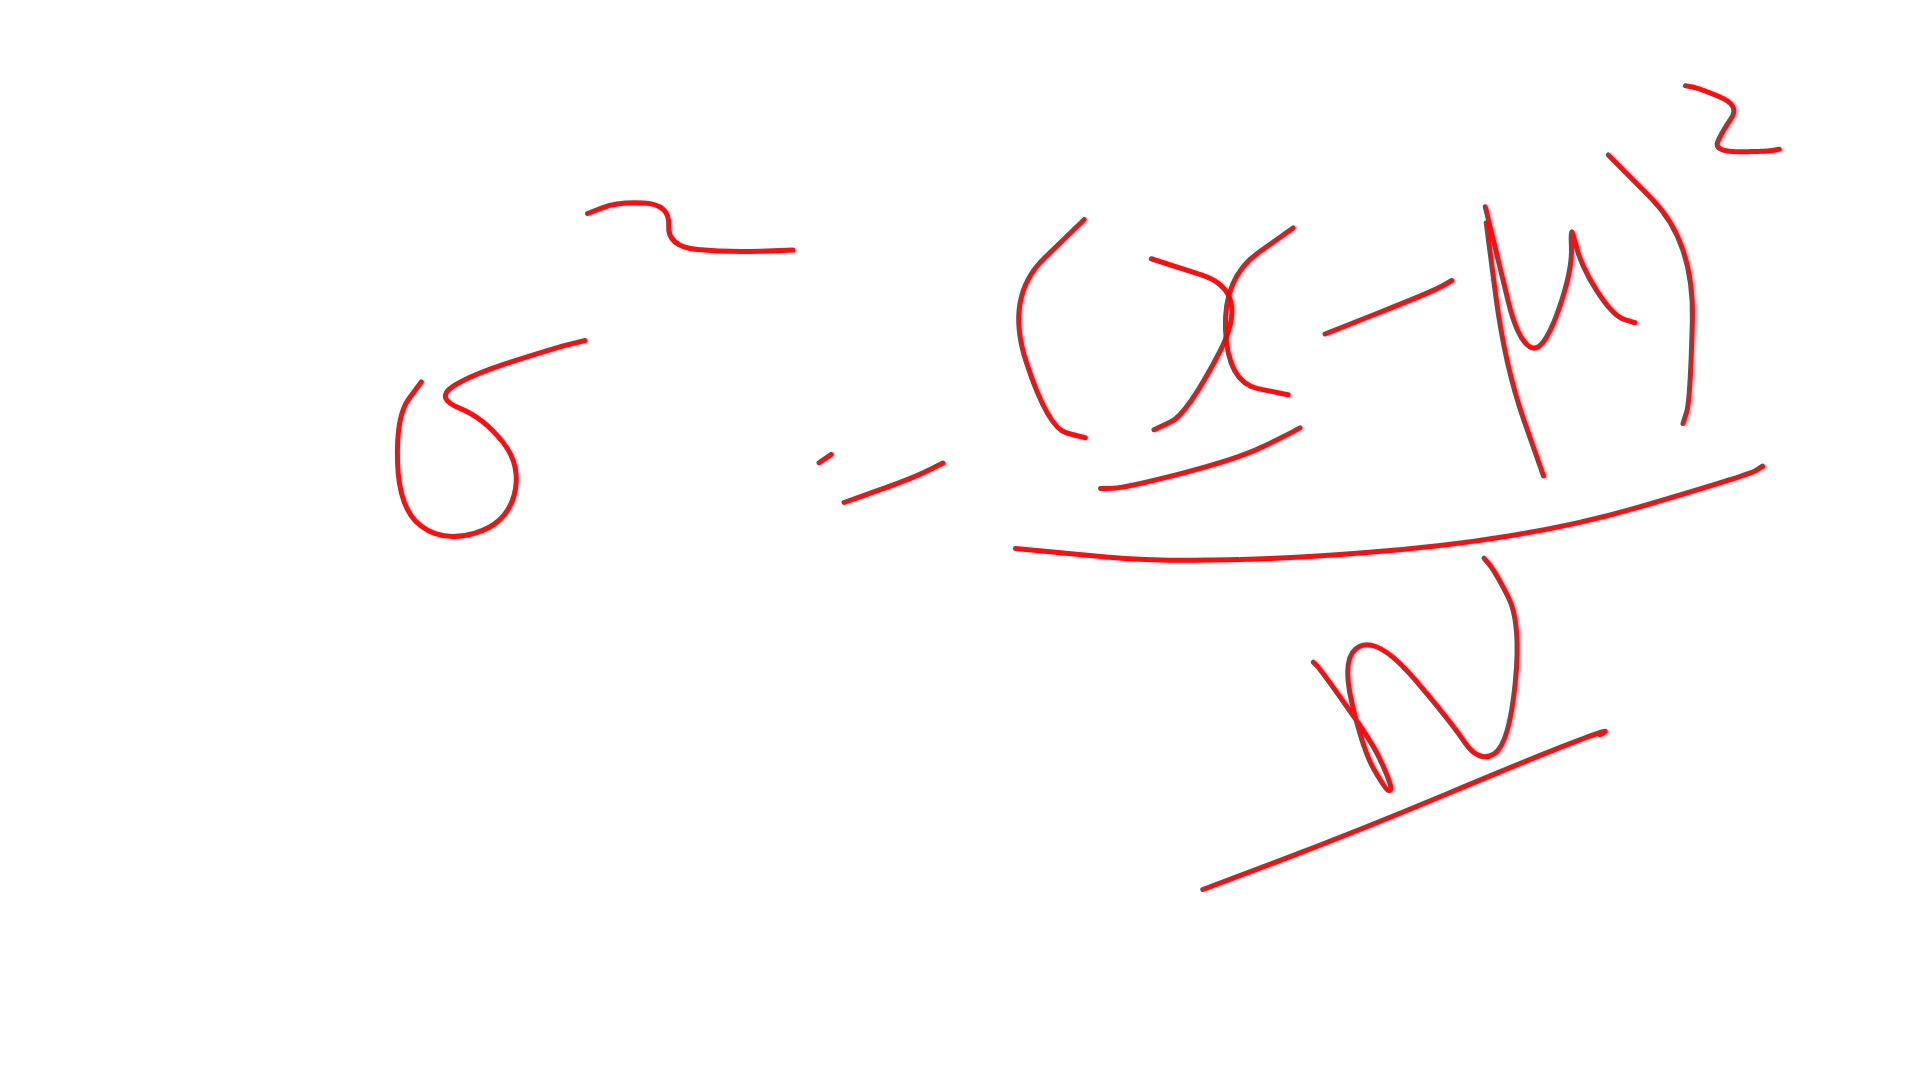 σ² = (x - μ)² / n